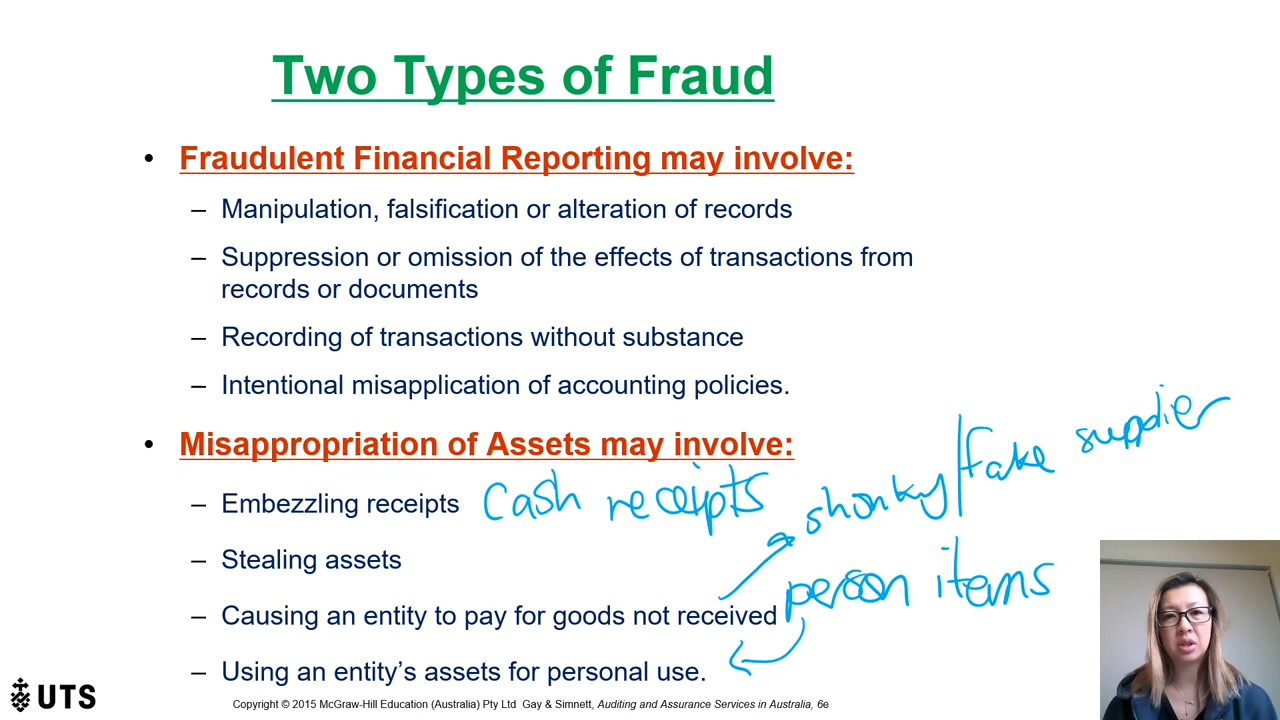 Two Types of Fraud
• Fraudulent Financial Reporting may involve:
– Manipulation, falsification or alteration of records
– Suppression or omission of the effects of transactions from
records or documents
– Recording of transactions without substance
– Intentional misapplication of accounting policies.
• Misappropriation of Assets may involve:
– Embezzling receipts
Cash receipts
shonky/fake supplier
– Stealing assets
person items
– Causing an entity to pay for goods not received
– Using an entity's assets for personal use.
UTS
Copyright © 2015 McGraw-Hill Education (Australia) Pty Ltd Gay & Simnett, Auditing and Assurance Services in Australia, 6e